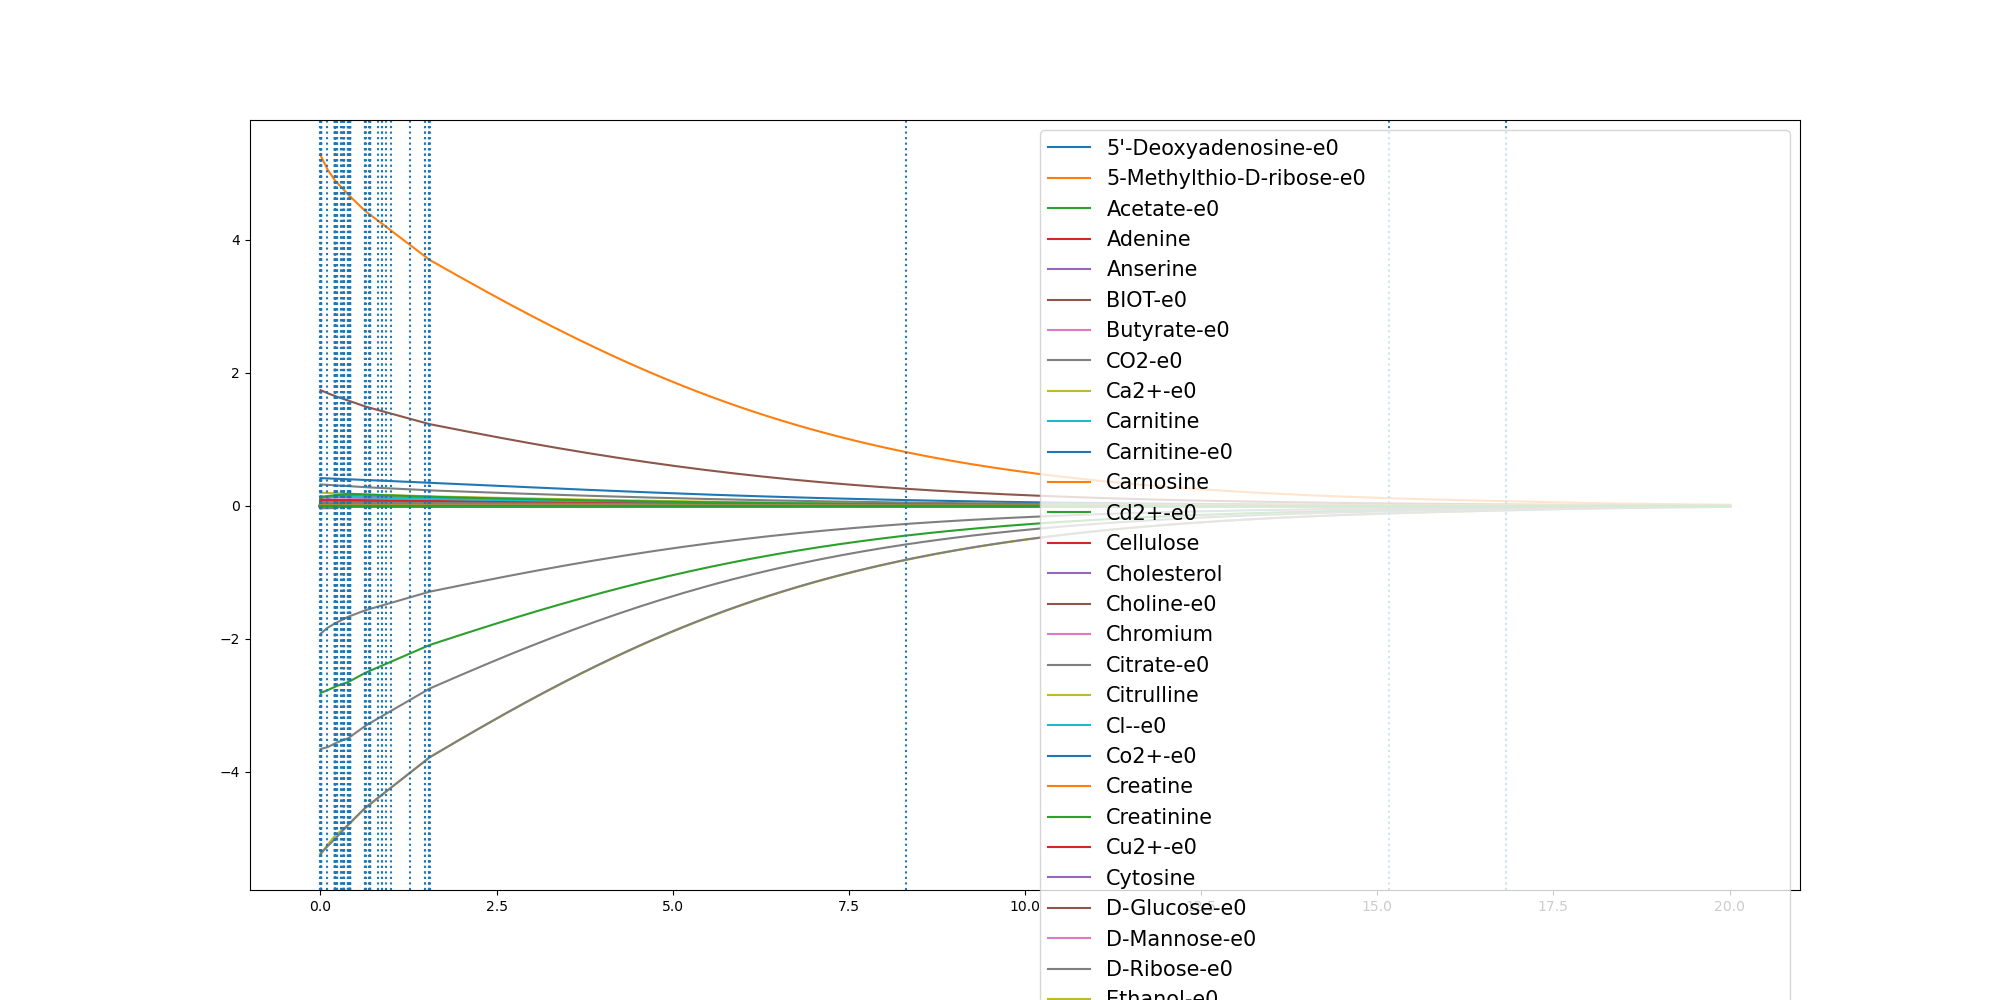 4
2
0
−2
−4
0.0
2.5
5.0
7.5
10.0
15.0
17.5
20.0
5'-Deoxyadenosine-e0
5-Methylthio-D-ribose-e0
Acetate-e0
Adenine
Anserine
BIOT-e0
Butyrate-e0
CO2-e0
Ca2+-e0
Carnitine
Carnitine-e0
Carnosine
Cd2+-e0
Cellulose
Cholesterol
Choline-e0
Chromium
Citrate-e0
Citrulline
Cl--e0
Co2+-e0
Creatine
Creatinine
Cu2+-e0
Cytosine
D-Glucose-e0
D-Mannose-e0
D-Ribose-e0
Ethanol-e0